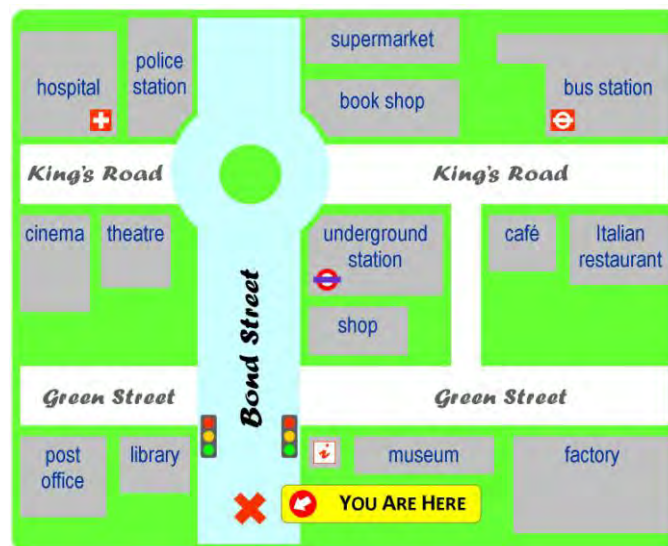 supermarket
police
station
hospital
book shop
bus station
King's Road
King's Road
cinema
theatre
underground
station
café
Italian
restaurant
shop
Bond Street
Green Street
Green Street
post
office
library
i
museum
factory
YOU ARE HERE